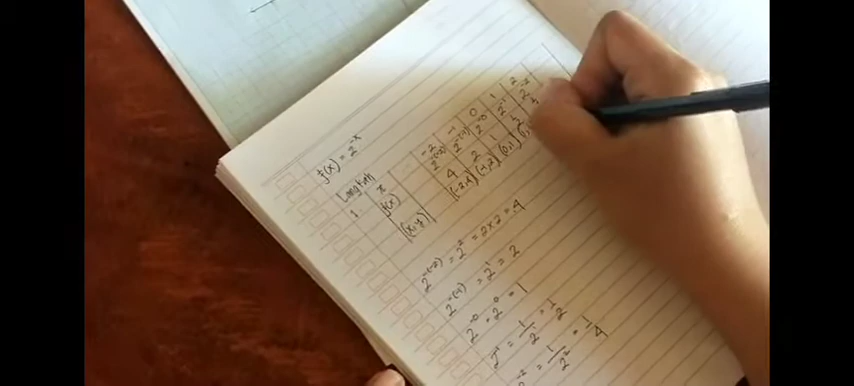 f(x) = 2^-x
Langkah
1. x -2 -1 0 1 2
f(x) 2^-(-2) 2^-(-1) 2^-0 2^-1 2^-2
4 2 1 1/2
(x,y) (-2,4) (-1,2) (0,1)
2^-(-2) = 2^2 = 2x2 = 4
2^-(-1) = 2^1 = 2
2^-0 = 2^0 = 1
2^-1 = 1/2^1 = 1/2
2^-2 = 1/2^2 = 1/4